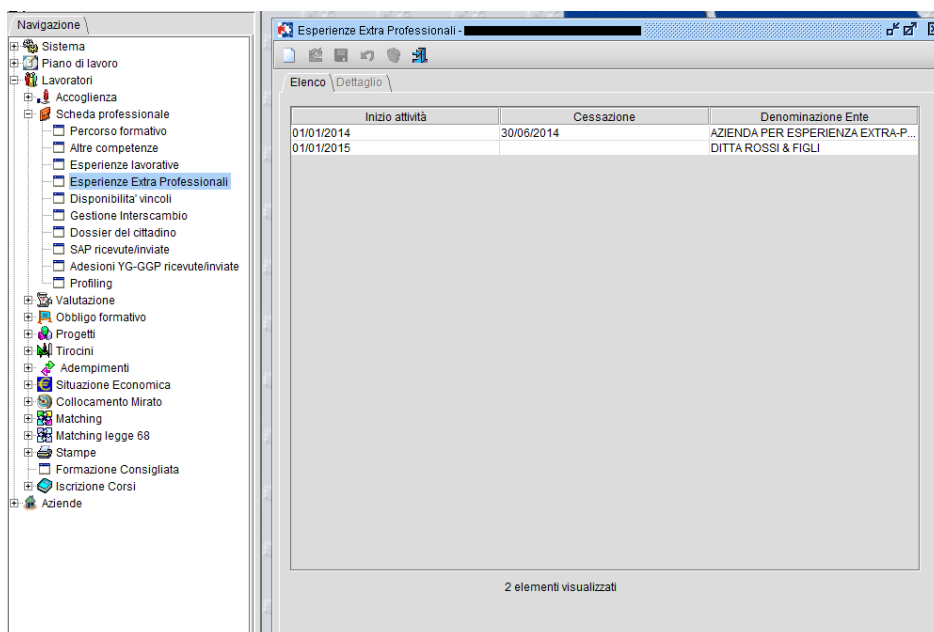 Navigazione
Sistema
Piano di lavoro
Lavoratori
Accoglienza
Scheda professionale
Percorso formativo
Altre competenze
Esperienze lavorative
Esperienze Extra Professionali
Disponibilita' vincoli
Gestione Interscambio
Dossier del cittadino
SAP ricevute/inviate
Adesioni YG-GGP ricevute/inviate
Profiling
Valutazione
Obbligo formativo
Progetti
Tirocini
Adempimenti
Situazione Economica
Collocamento Mirato
Matching
Matching legge 68
Stampe
Formazione Consigliata
Iscrizione Corsi
Aziende
Esperienze Extra Professionali -
Elenco Dettaglio
Inizio attività Cessazione Denominazione Ente
01/01/2014 30/06/2014 AZIENDA PER ESPERIENZA EXTRA-P...
01/01/2015 DITTA ROSSI & FIGLI
2 elementi visualizzati